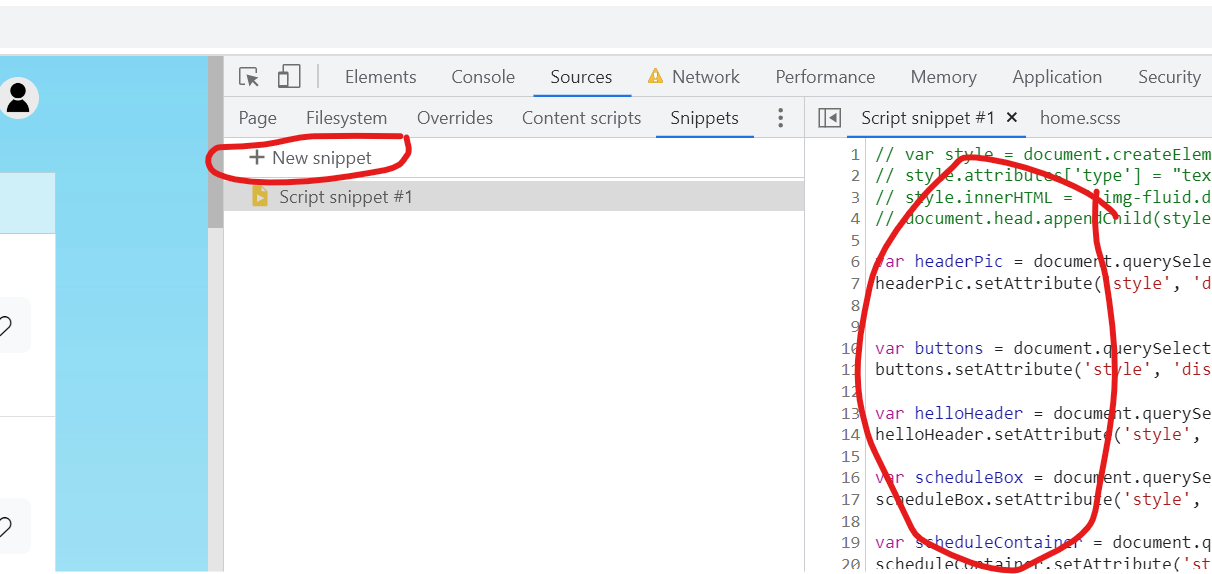 Elements Console Sources Network Performance Memory Application Security
Page Filesystem Overrides Content scripts Snippets Script snippet #1 × home.scss
+ New snippet
Script snippet #1
1 // var style = document.createElem
2 // style.attributes['type'] = "tex
3 // style.innerHTML = img-fluid.d
4 // document.head.appendChild(style
5
6 var headerPic = document.querySele
7 headerPic.setAttribute('style', 'd
8
9
10 var buttons = document.querySelect
11 buttons.setAttribute('style', 'dis
12
13 var helloHeader = document.querySe
14 helloHeader.setAttribute('style',
15
16 var scheduleBox = document.querySe
17 scheduleBox.setAttribute('style',
18
19 var scheduleContainer = document.q
20 scheduleContainer.setAttribute('st